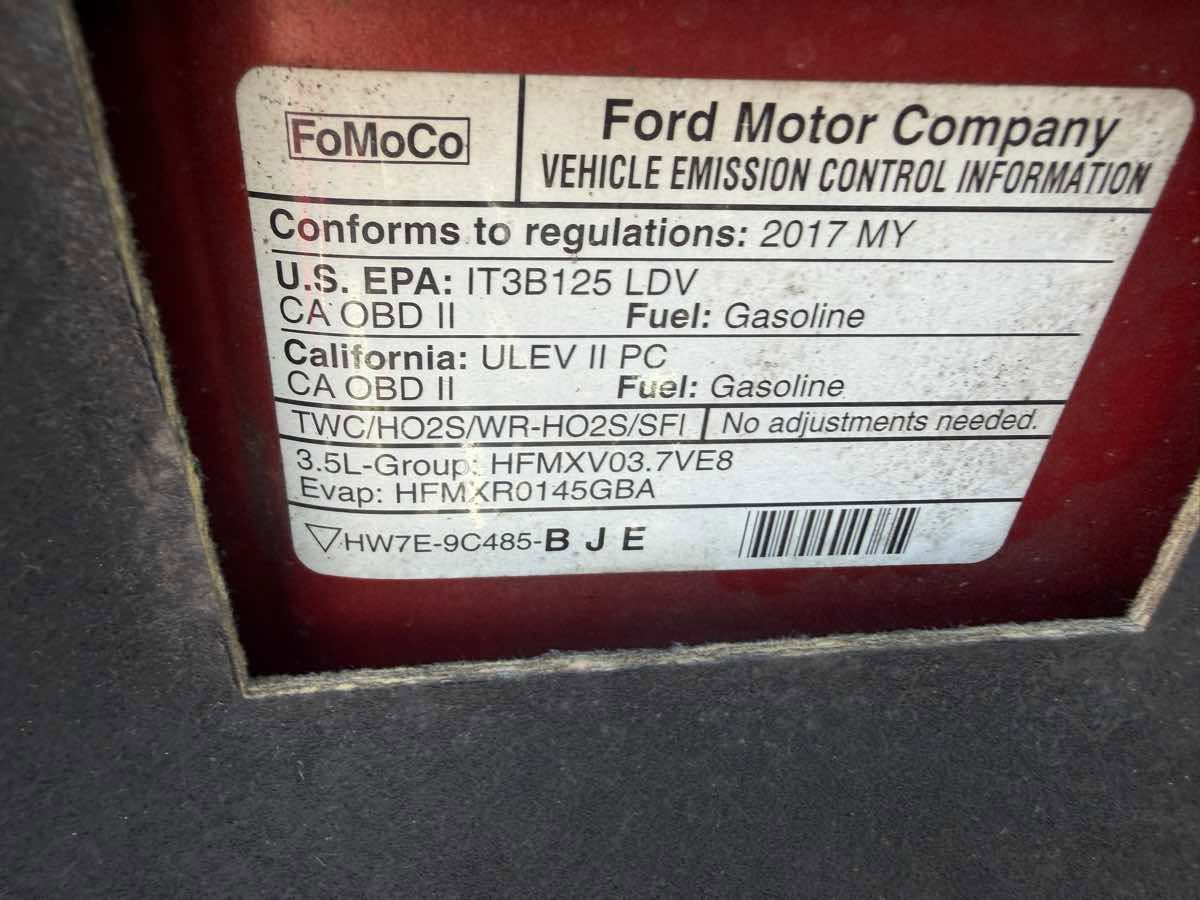 FoMoCo
Ford Motor Company
VEHICLE EMISSION CONTROL INFORMATION
Conforms to regulations: 2017 MY
U.S. EPA: IT3B125 LDV
CA OBD II Fuel: Gasoline
California: ULEV II PC
CA OBD II Fuel: Gasoline
TWC/HO2S/WR-HO2S/SFI No adjustments needed.
3.5L-Group: HFMXV03.7VE8
Evap: HFMXR0145GBA
HW7E-9C485-B J E